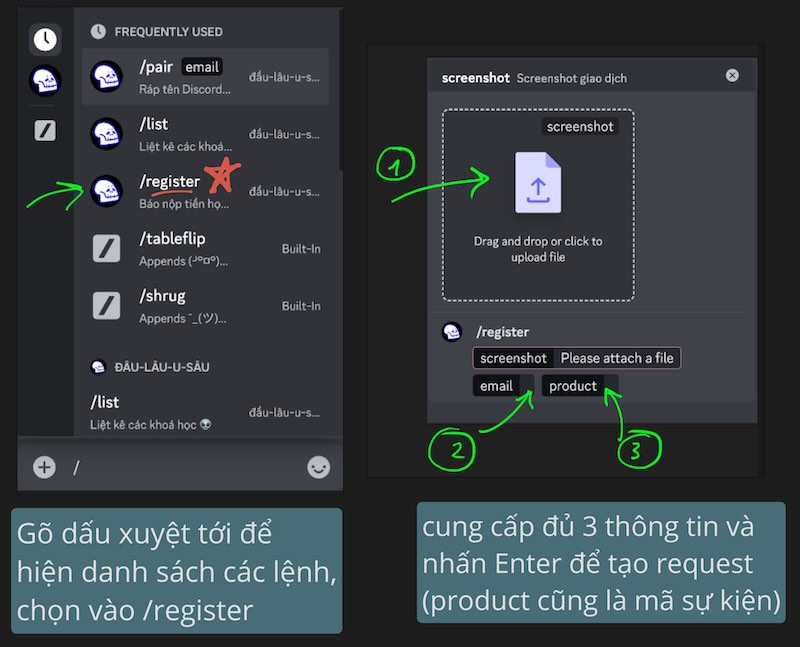 FREQUENTLY USED
/pair email
Ráp tên Discord...
đầu-lâu-u-s...
/list
Liệt kê các khoá...
đầu-lâu-u-s...
/register
Báo nộp tiền họ...
đầu-lâu-u-s...
/tableflip
Appends (╯°□°)...
Built-In
/shrug
Appends ¯\_(ツ)...
Built-In
ĐẦU-LÂU-U-SẦU
/list
Liệt kê các khoá học 👽
đầu-lâu-u-s...
/
Gõ dấu xuyệt tới để
hiện danh sách các lệnh,
chọn vào /register
screenshot Screenshot giao dịch
screenshot
1
Drag and drop or click to
upload file
/register
screenshot Please attach a file
email product
2
3
cung cấp đủ 3 thông tin và
nhấn Enter để tạo request
(product cũng là mã sự kiện)